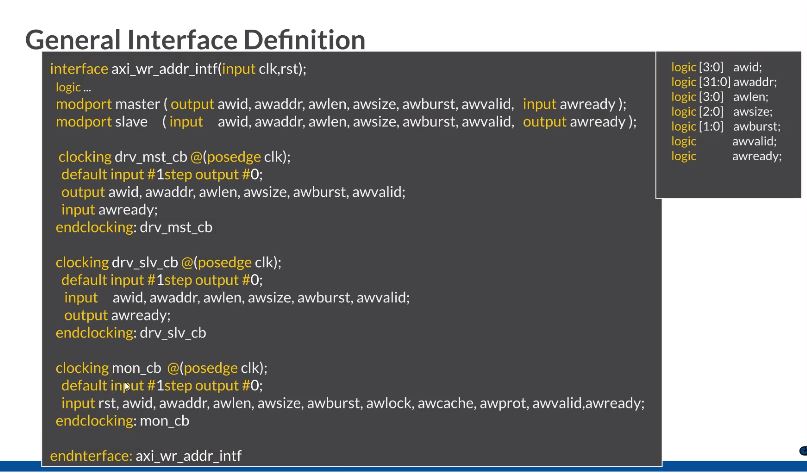 General Interface Definition
interface axi_wr_addr_intf(input clk,rst);
logic ...
modport master ( output awid, awaddr, awlen, awsize, awburst, awvalid, input awready );
modport slave ( input awid, awaddr, awlen, awsize, awburst, awvalid, output awready );
clocking drv_mst_cb @(posedge clk);
default input #1step output #0;
output awid, awaddr, awlen, awsize, awburst, awvalid;
input awready;
endclocking: drv_mst_cb
clocking drv_slv_cb @(posedge clk);
default input #1step output #0;
input awid, awaddr, awlen, awsize, awburst, awvalid;
output awready;
endclocking: drv_slv_cb
clocking mon_cb @(posedge clk);
default input #1step output #0;
input rst, awid, awaddr, awlen, awsize, awburst, awlock, awcache, awprot, awvalid,awready;
endclocking: mon_cb
endnterface: axi_wr_addr_intf
logic [3:0] awid;
logic [31:0] awaddr;
logic [3:0] awlen;
logic [2:0] awsize;
logic [1:0] awburst;
logic awvalid;
logic awready;